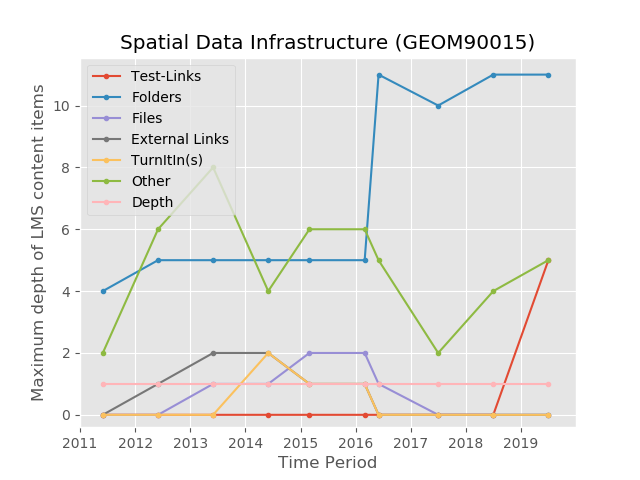 Spatial Data Infrastructure (GEOM90015)
Test-Links
Folders
Files
External Links
TurnItIn(s)
Other
Depth
Maximum depth of LMS content items
10
8
6
4
2
0
2011 2012 2013 2014 2015 2016 2017 2018 2019
Time Period